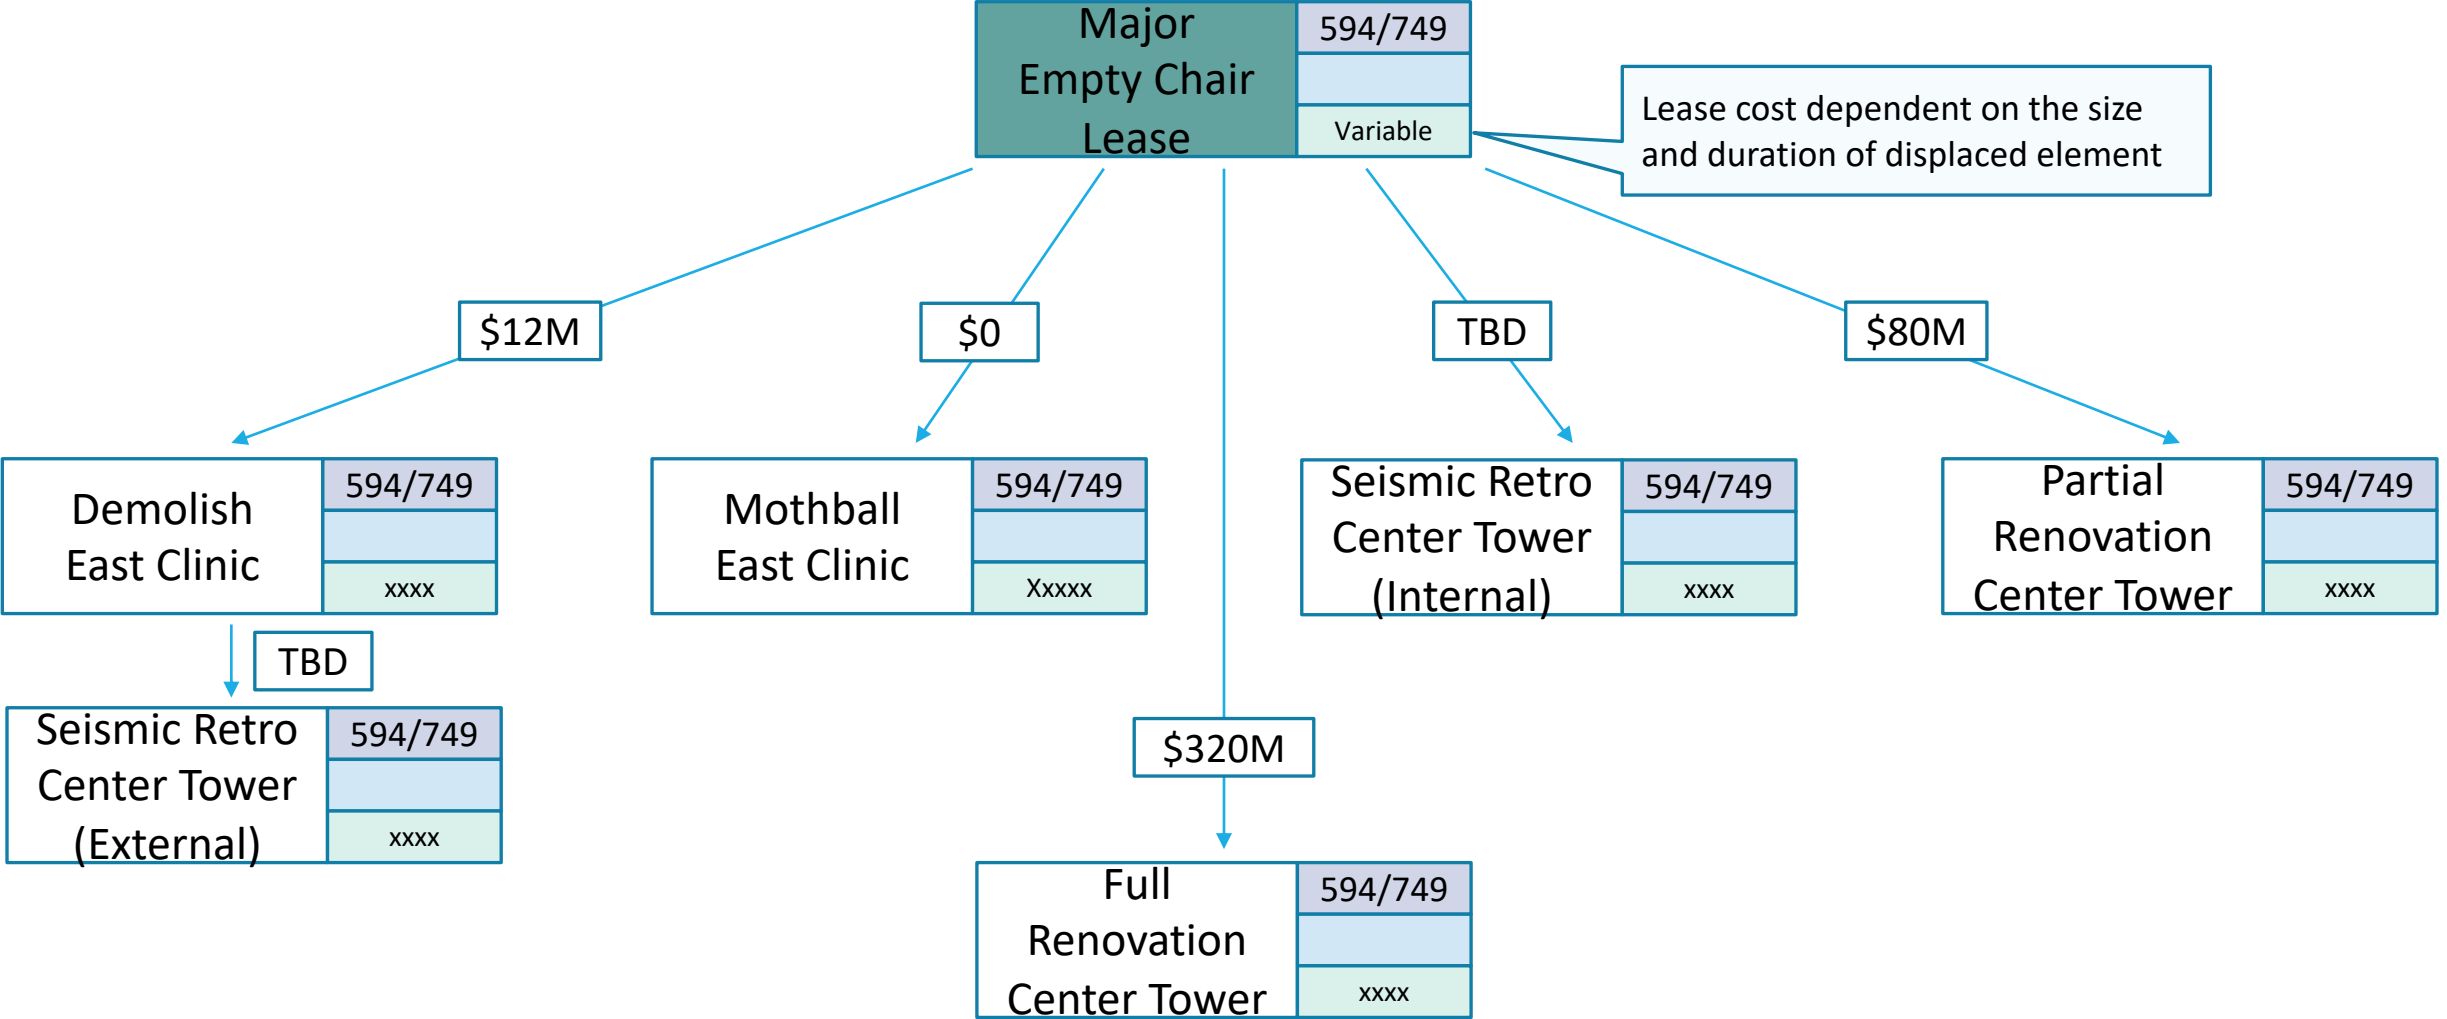 Major
Empty Chair
Lease
594/749
Variable
Lease cost dependent on the size
and duration of displaced element
$12M
$0
TBD
$80M
Demolish
East Clinic
594/749
xxxx
Mothball
East Clinic
594/749
Xxxxx
Seismic Retro
Center Tower
(Internal)
594/749
xxxx
Partial
Renovation
Center Tower
594/749
xxxx
TBD
Seismic Retro
Center Tower
(External)
594/749
xxxx
$320M
Full
Renovation
Center Tower
594/749
xxxx